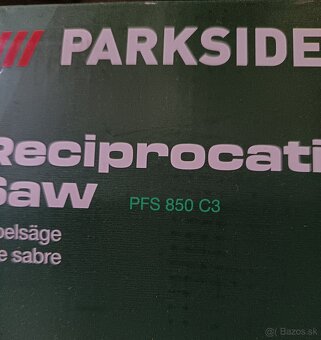 PARKSIDE
Reciprocati
Saw
PFS 850 C3
belsäge
e sabre
@( Bazos.sk